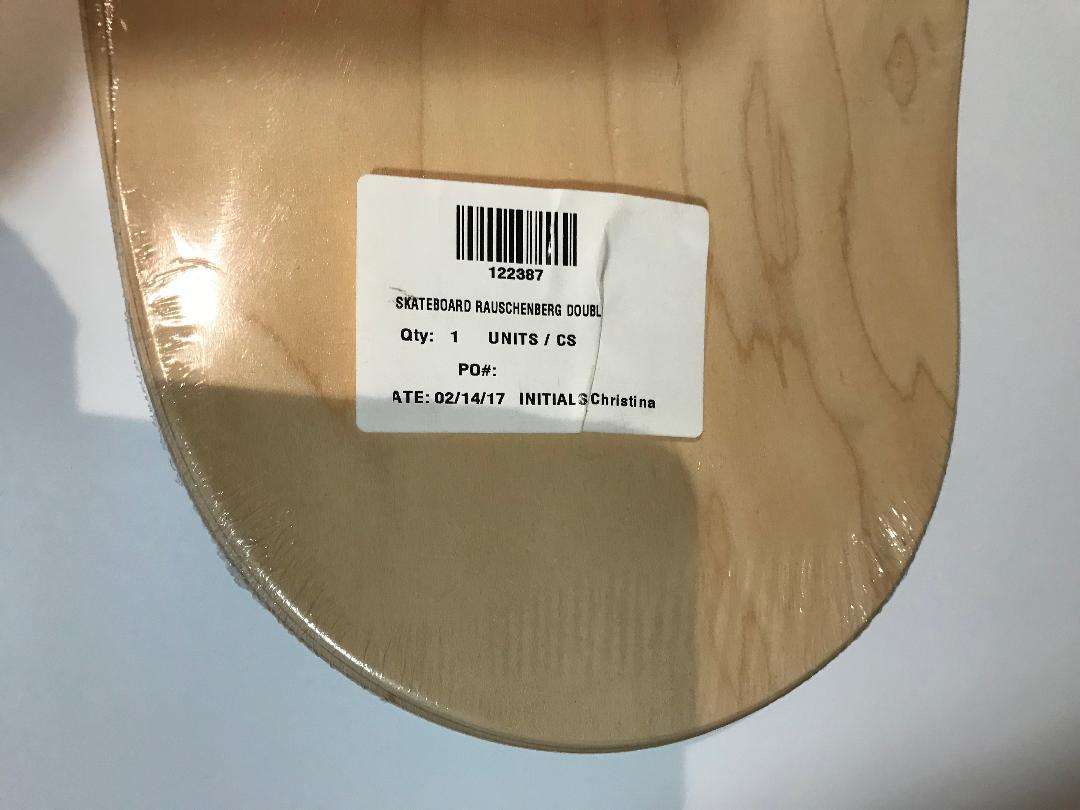 122387
SKATEBOARD RAUSCHENBERG DOUBL
Qty: 1 UNITS / CS
PO#:
ATE: 02/14/17 INITIALS Christina